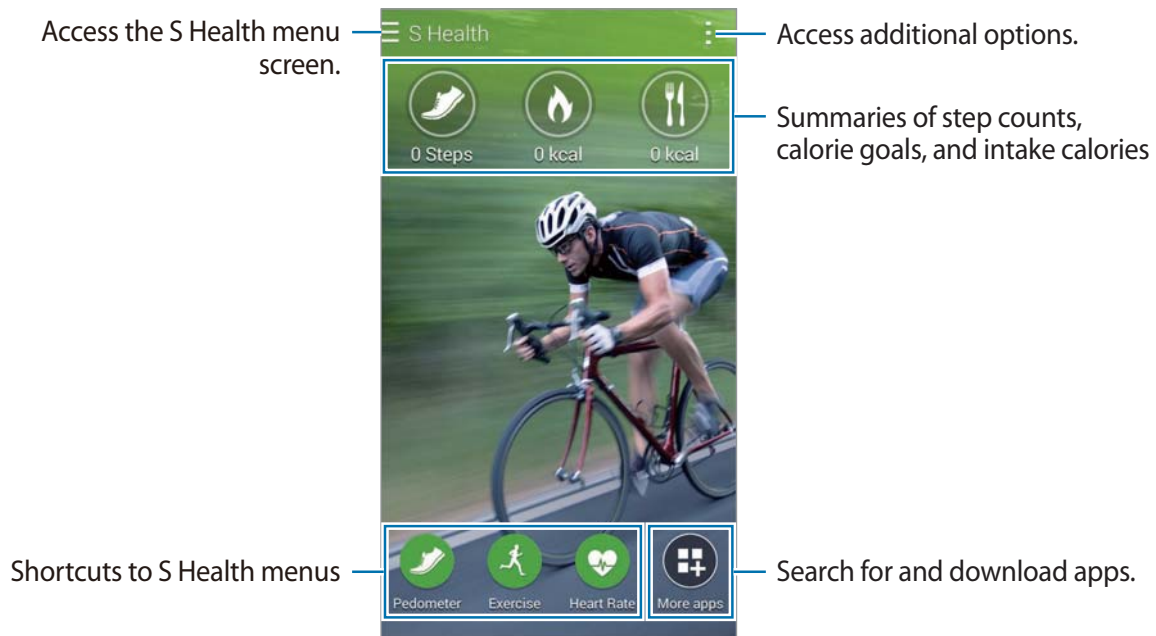 Access the S Health menu
screen.
S Health
Access additional options.
0 Steps
0 kcal
0 kcal
Summaries of step counts,
calorie goals, and intake calories
Shortcuts to S Health menus
Pedometer
Exercise
Heart Rate
More apps
Search for and download apps.